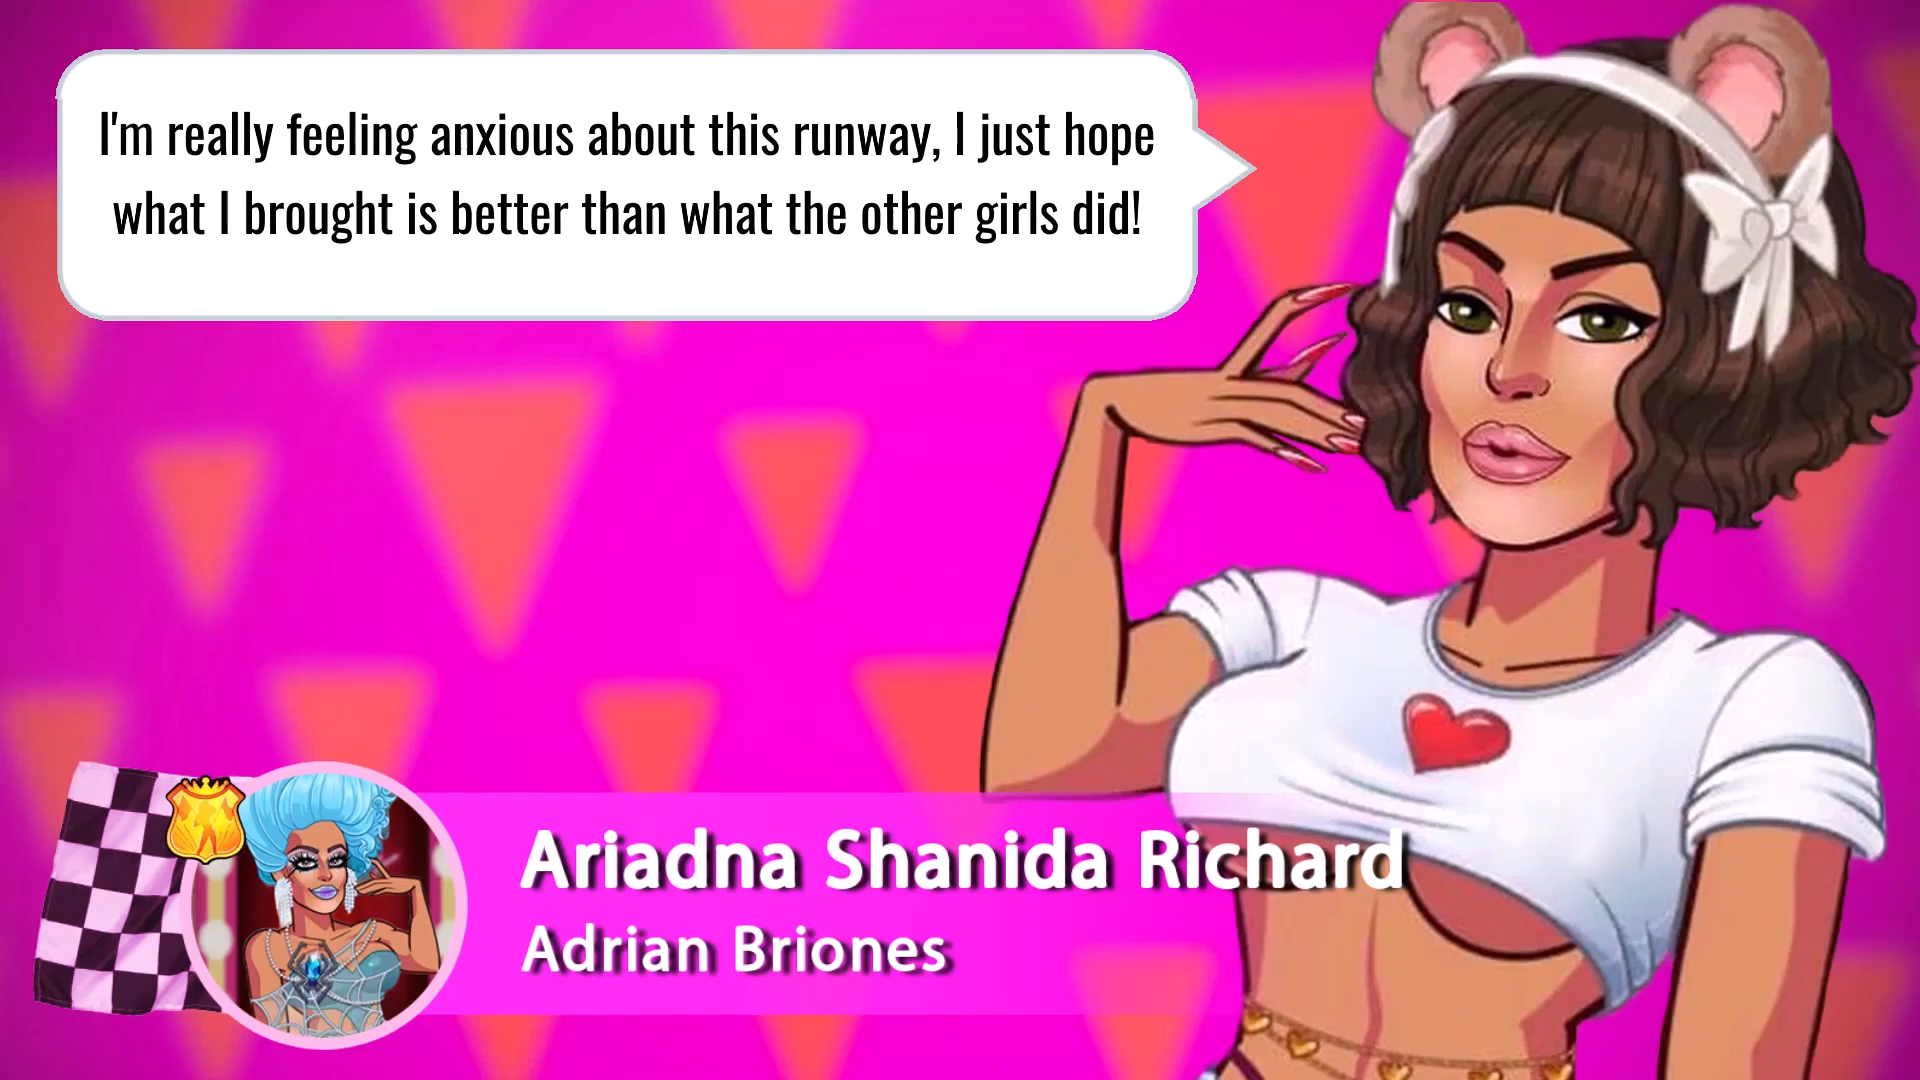 I'm really feeling anxious about this runway, I just hope
what I brought is better than what the other girls did!
Ariadna Shanida Richard
Adrian Briones